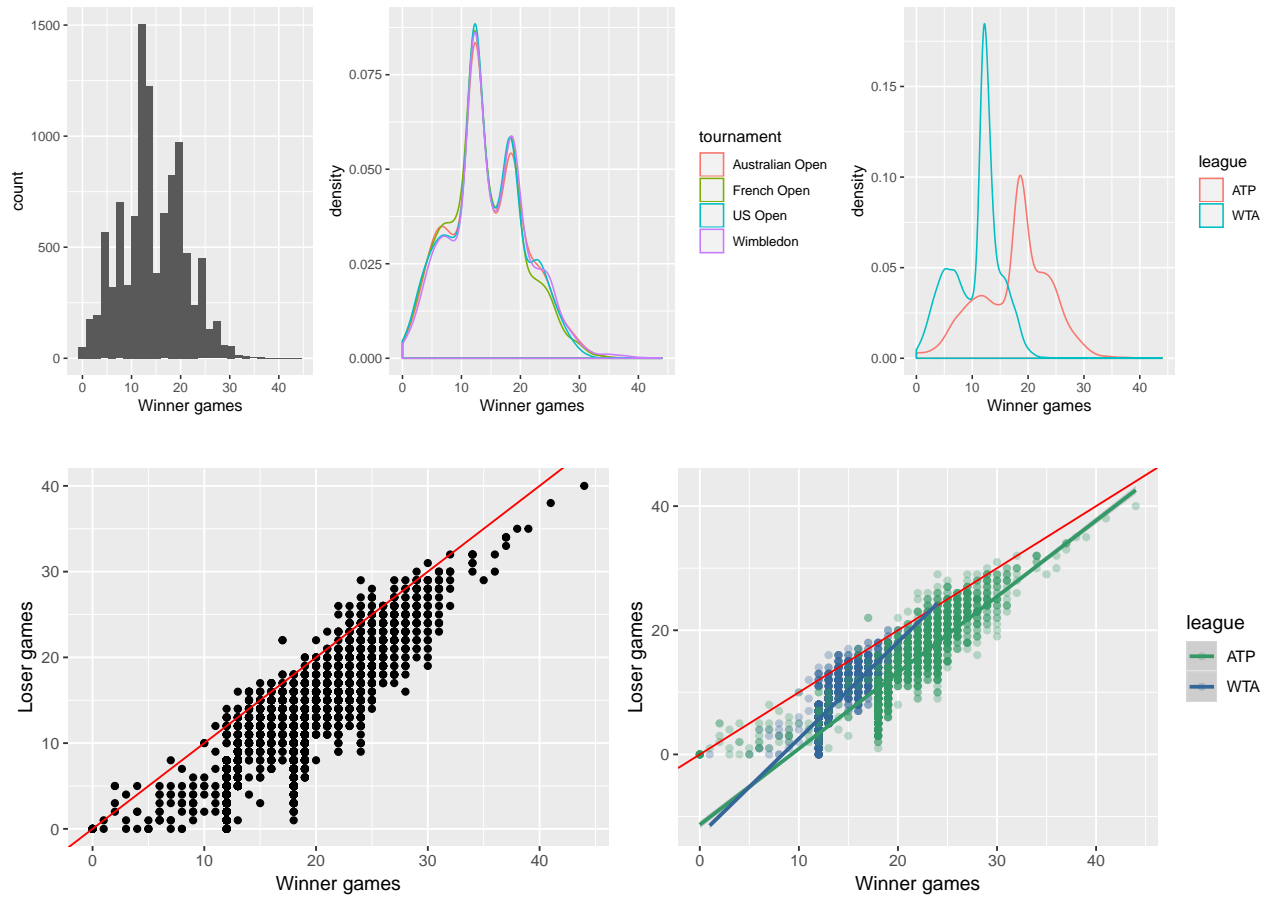 1500
1000
500
0
count
0 10 20 30 40
Winner games
0.075
0.050
0.025
0.000
density
0 10 20 30 40
Winner games
tournament
Australian Open
French Open
US Open
Wimbledon
0.15
0.10
0.05
0.00
density
0 10 20 30 40
Winner games
league
ATP
WTA
40
30
20
10
0
Loser games
0 10 20 30 40
Winner games
40
20
0
Loser games
0 10 20 30 40
Winner games
league
ATP
WTA